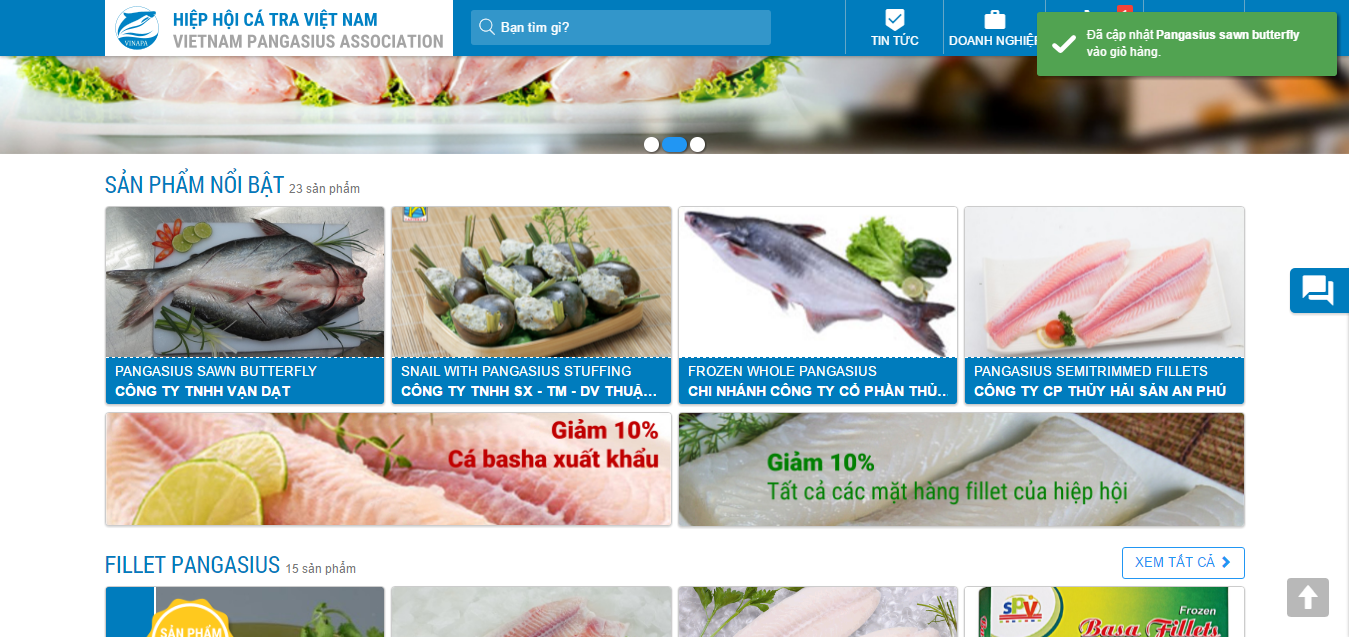 HIỆP HỘI CÁ TRA VIỆT NAM
VIETNAM PANGASIUS ASSOCIATION
VINAPA
Bạn tìm gì?
TIN TỨC
DOANH NGHIỆP
Đã cập nhật Pangasius sawn butterfly
vào giỏ hàng.
SẢN PHẨM NỔI BẬT 23 sản phẩm
PANGASIUS SAWN BUTTERFLY
CÔNG TY TNHH VẠN DẠT
SNAIL WITH PANGASIUS STUFFING
CÔNG TY TNHH SX - TM - DV THUẬ...
FROZEN WHOLE PANGASIUS
CHI NHÁNH CÔNG TY CỔ PHẦN THỦ...
PANGASIUS SEMITRIMMED FILLETS
CÔNG TY CP THỦY HẢI SẢN AN PHÚ
Giảm 10%
Cá basha xuất khẩu
Giảm 10%
Tất cả các mặt hàng fillet của hiệp hội
FILLET PANGASIUS 15 sản phẩm
XEM TẤT CẢ
SẢN PHẨM
SPV
Frozen
Basa Fillets